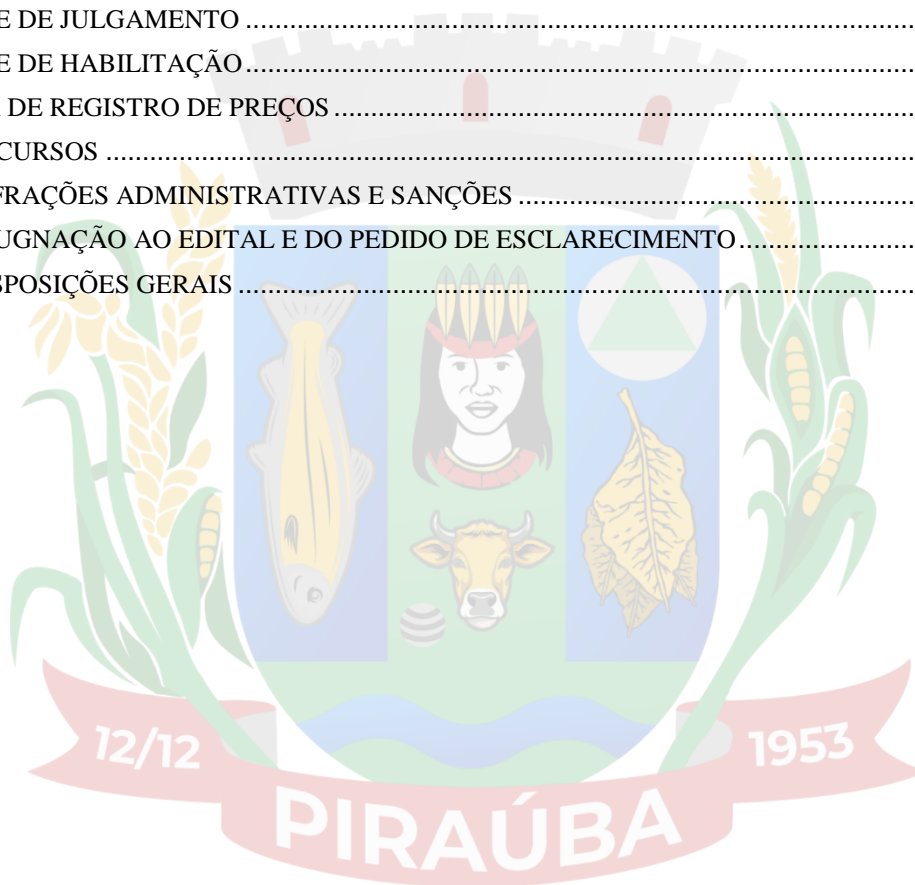 E DE JULGAMENTO ................................................................
E DE HABILITAÇÃO ................................................................
DE REGISTRO DE PREÇOS ................................................................
CURSOS ................................................................
FRAÇÕES ADMINISTRATIVAS E SANÇÕES ................................................................
UGNAÇÃO AO EDITAL E DO PEDIDO DE ESCLARECIMENTO ................................
SPOSIÇÕES GERAIS ................................................................
12/12
1953
PIRAÚBA